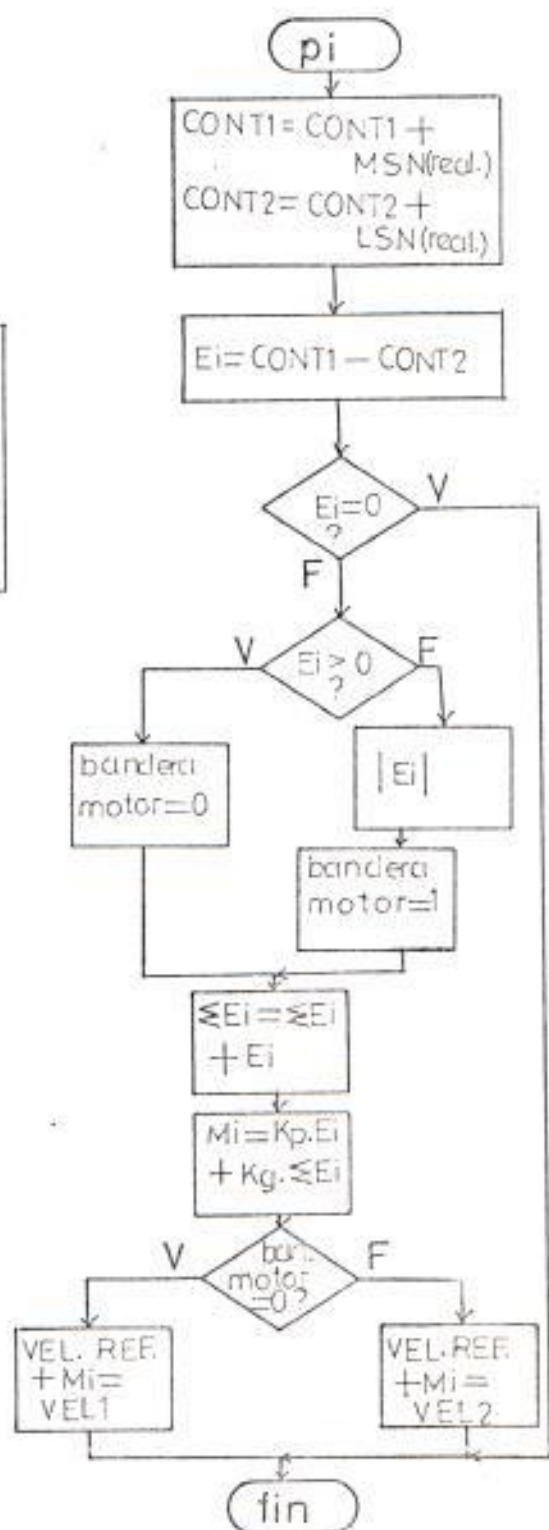 pi
CONT1 = CONT1 +
MSN(real.)
CONT2 = CONT2 +
LSN(real.)
Ei = CONT1 − CONT2
Ei=0
?
V
F
Ei > 0
?
V
F
bandera
motor=0
|Ei|
bandera
motor=1
ΣEi = ΣEi
+ Ei
Mi = Kp.Ei
+ Kg.ΣEi
ban.
motor
=0?
V
F
VEL. REF.
+ Mi =
VEL1
VEL. REF.
+Mi =
VEL2
fin